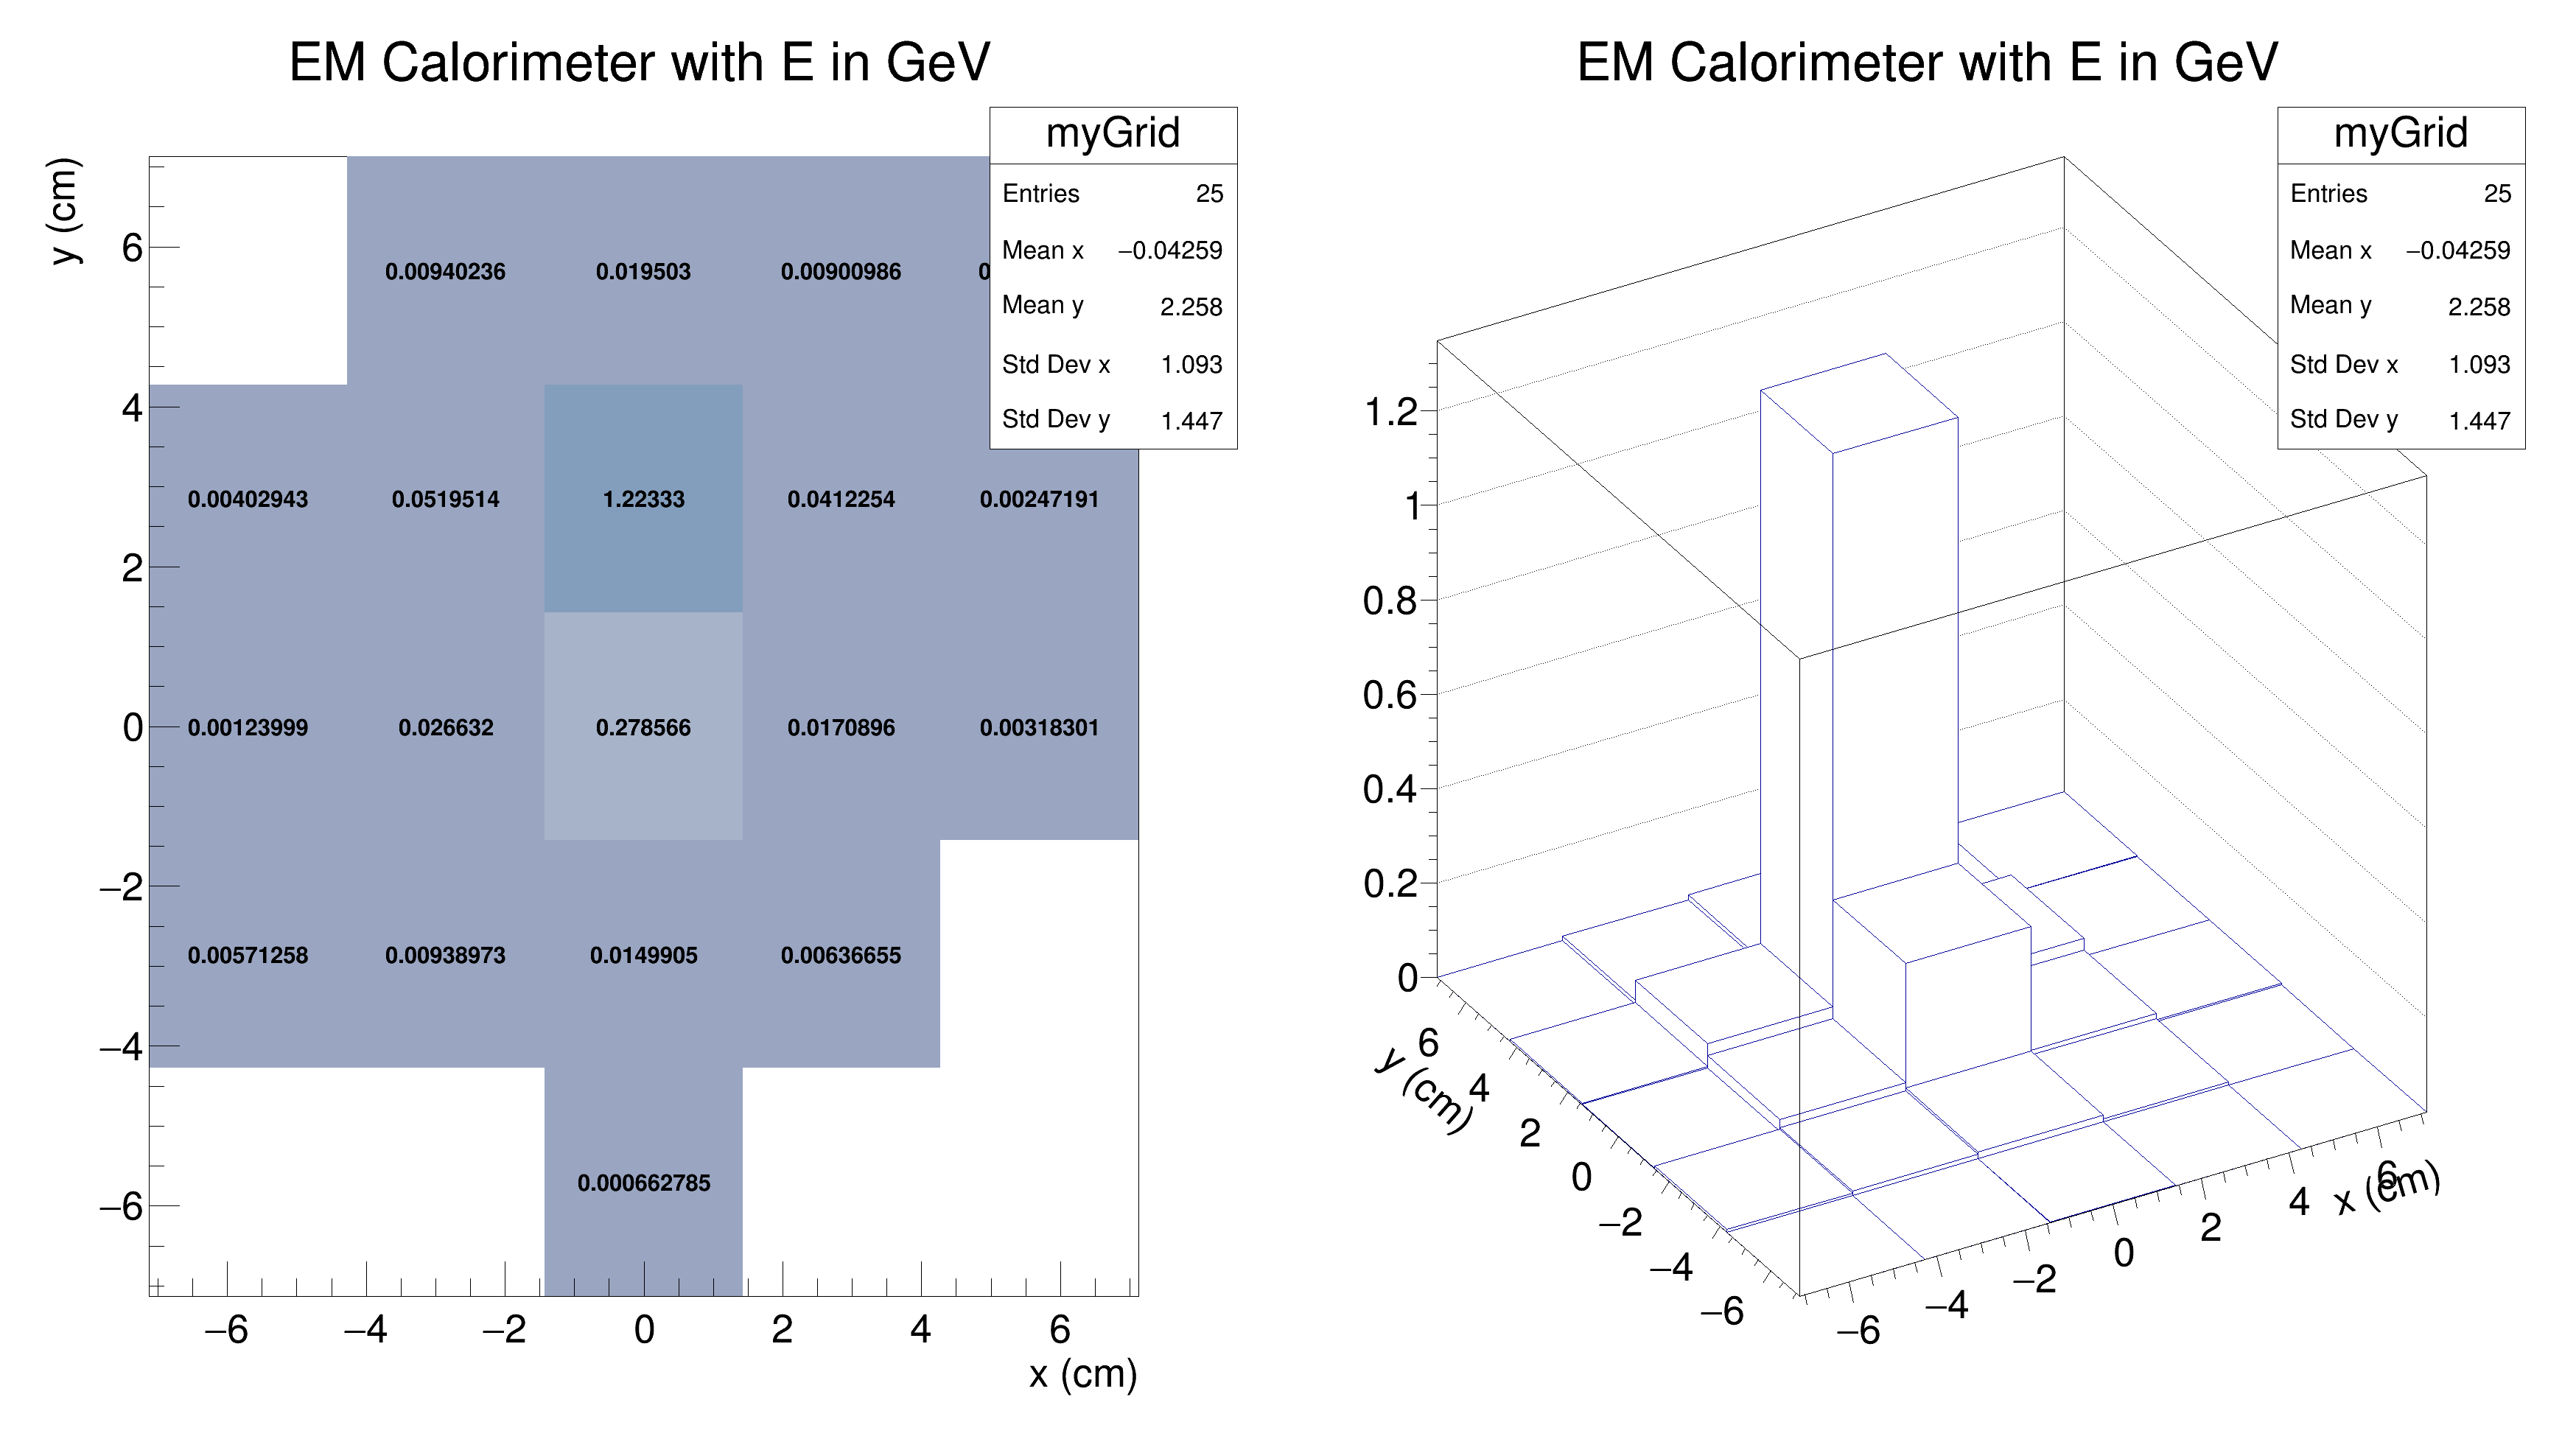 EM Calorimeter with E in GeV
myGrid
Entries 25
Mean x −0.04259
Mean y 2.258
Std Dev x 1.093
Std Dev y 1.447
y (cm)
6
4
2
0
−2
−4
−6
0.00940236 0.019503 0.00900986 0
0.00402943 0.0519514 1.22333 0.0412254 0.00247191
0.00123999 0.026632 0.278566 0.0170896 0.00318301
0.00571258 0.00938973 0.0149905 0.00636655
0.000662785
−6 −4 −2 0 2 4 6
x (cm)
EM Calorimeter with E in GeV
myGrid
Entries 25
Mean x −0.04259
Mean y 2.258
Std Dev x 1.093
Std Dev y 1.447
1.2
1
0.8
0.6
0.4
0.2
0
6
4
2
0
−2
−4
−6
y (cm)
−6
−4
−2
0
2
4
6
x (cm)